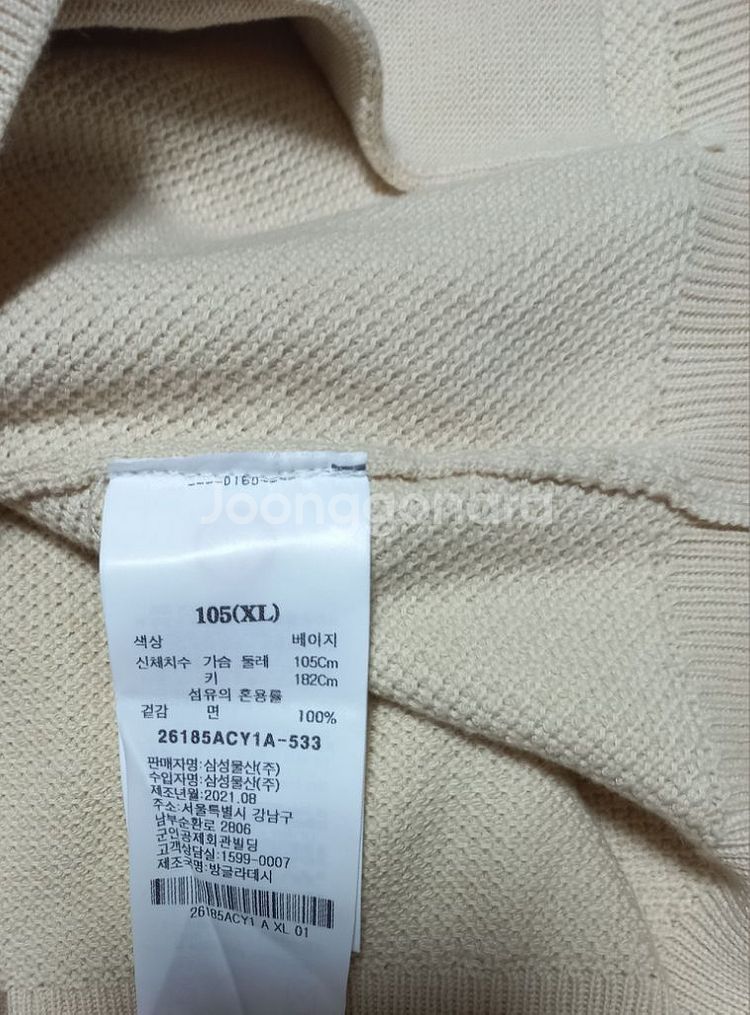 Joonggonara
105(XL)
색상 베이지
신체치수 가슴 둘레 105Cm
키 182Cm
섬유의 혼용률
겉감 면 100%
26185ACY1A-533
판매자명:삼성물산(주)
수입자명:삼성물산(주)
제조년월:2021.08
주소:서울특별시 강남구
남부순환로 2806
군인공제회관빌딩
고객상담실:1599-0007
제조국명:방글라데시
26185ACY1 A XL 01